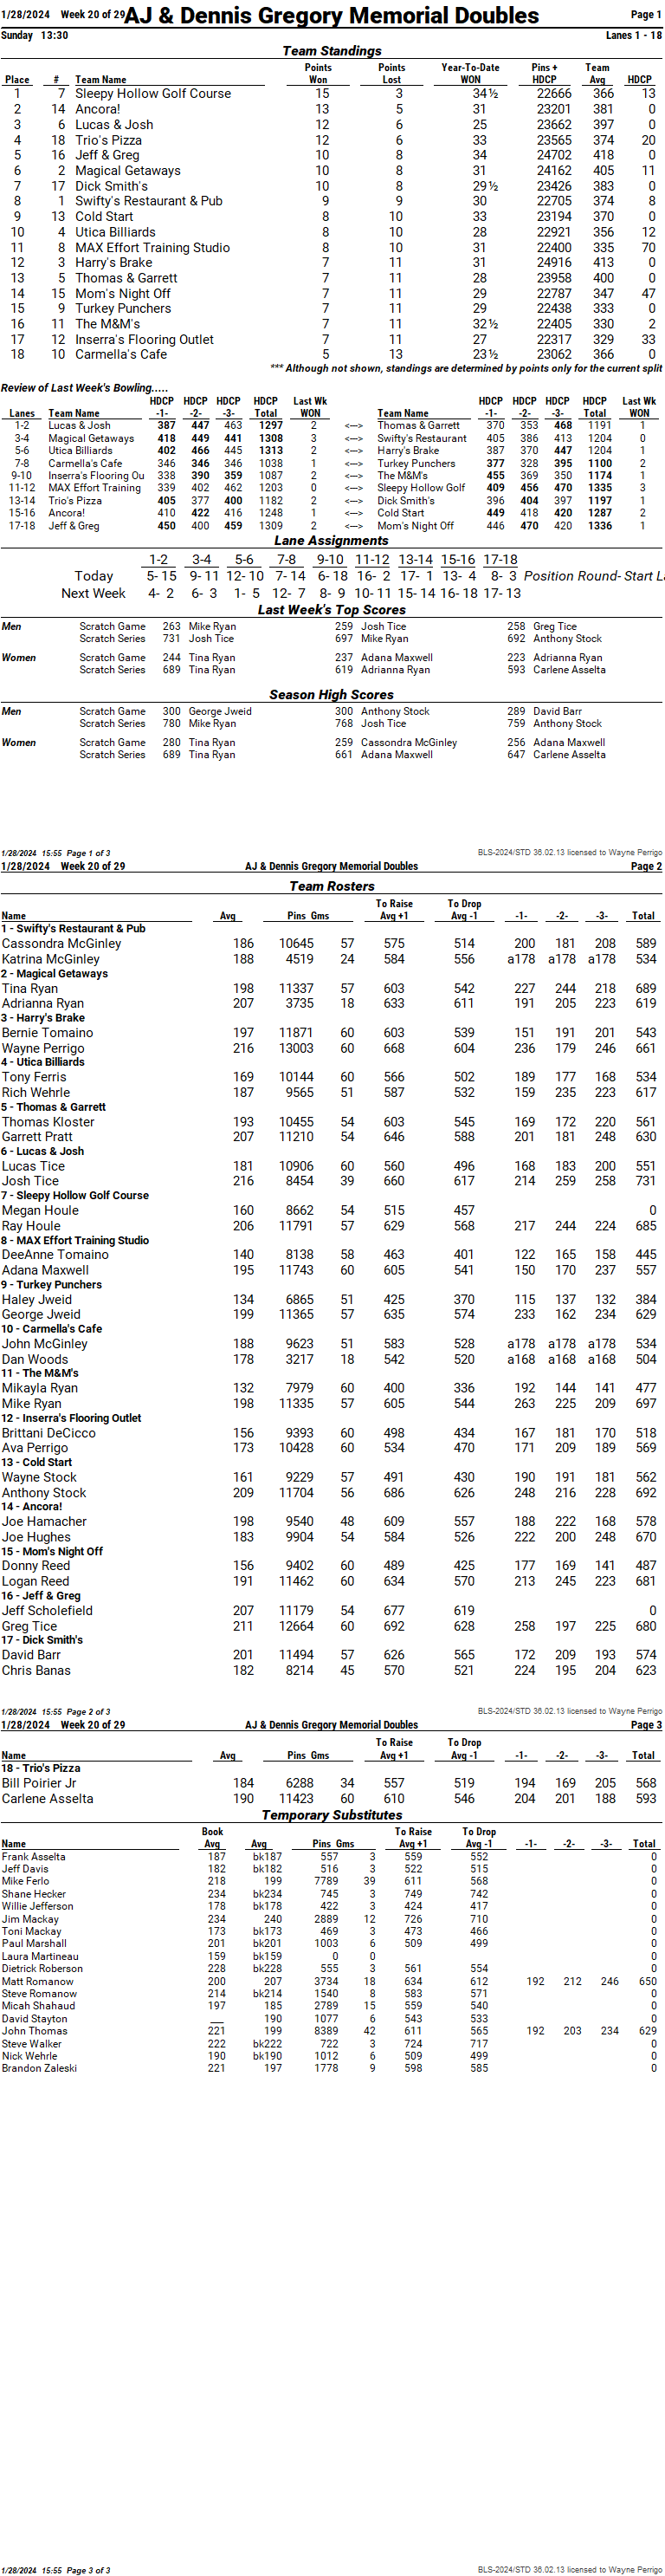 1/28/2024 Week 20 of 29 AJ & Dennis Gregory Memorial Doubles Page 1
Sunday 13:30 Lanes 1 - 18
Team Standings
Points Points Year-To-Date Pins + Team
Place # Team Name Won Lost WON HDCP Avg HDCP
1 7 Sleepy Hollow Golf Course 15 3 34½ 22666 366 13
2 14 Ancora! 13 5 31 23201 381 0
3 6 Lucas & Josh 12 6 25 23662 397 0
4 18 Trio's Pizza 12 6 33 23565 374 20
5 16 Jeff & Greg 10 8 34 24702 418 0
6 2 Magical Getaways 10 8 31 24162 405 11
7 17 Dick Smith's 10 8 29½ 23426 383 0
8 1 Swifty's Restaurant & Pub 9 9 30 22705 374 8
9 13 Cold Start 8 10 33 23194 370 0
10 4 Utica Billiards 8 10 28 22921 356 12
11 8 MAX Effort Training Studio 8 10 31 22400 335 70
12 3 Harry's Brake 7 11 31 24916 413 0
13 5 Thomas & Garrett 7 11 28 23958 400 0
14 15 Mom's Night Off 7 11 29 22787 347 47
15 9 Turkey Punchers 7 11 29 22438 333 0
16 11 The M&M's 7 11 32½ 22405 330 2
17 12 Inserra's Flooring Outlet 7 11 27 22317 329 33
18 10 Carmella's Cafe 5 13 23½ 23062 366 0
*** Although not shown, standings are determined by points only for the current split
Review of Last Week's Bowling.....
HDCP HDCP HDCP HDCP Last Wk HDCP HDCP HDCP HDCP Last Wk
Lanes Team Name -1- -2- -3- Total WON Team Name -1- -2- -3- Total WON
1-2 Lucas & Josh 387 447 463 1297 2 <---> Thomas & Garrett 370 353 468 1191 1
3-4 Magical Getaways 418 449 441 1308 3 <---> Swifty's Restaurant 405 386 413 1204 0
5-6 Utica Billiards 402 466 445 1313 2 <---> Harry's Brake 387 370 447 1204 1
7-8 Carmella's Cafe 346 346 346 1038 1 <---> Turkey Punchers 377 328 395 1100 2
9-10 Inserra's Flooring Ou 338 390 359 1087 2 <---> The M&M's 455 369 350 1174 1
11-12 MAX Effort Training 339 402 462 1203 0 <---> Sleepy Hollow Golf 409 456 470 1335 3
13-14 Trio's Pizza 405 377 400 1182 2 <---> Dick Smith's 396 404 397 1197 1
15-16 Ancora! 410 422 416 1248 1 <---> Cold Start 449 418 420 1287 2
17-18 Jeff & Greg 450 400 459 1309 2 <---> Mom's Night Off 446 470 420 1336 1
Lane Assignments
1-2 3-4 5-6 7-8 9-10 11-12 13-14 15-16 17-18
Today 5- 15 9- 11 12- 10 7- 14 6- 18 16- 2 17- 1 13- 4 8- 3 Position Round- Start La
Next Week 4- 2 6- 3 1- 5 12- 7 8- 9 10- 11 15- 14 16- 18 17- 13
Last Week's Top Scores
Men Scratch Game 263 Mike Ryan 259 Josh Tice 258 Greg Tice
Scratch Series 731 Josh Tice 697 Mike Ryan 692 Anthony Stock
Women Scratch Game 244 Tina Ryan 237 Adana Maxwell 223 Adrianna Ryan
Scratch Series 689 Tina Ryan 619 Adrianna Ryan 593 Carlene Asselta
Season High Scores
Men Scratch Game 300 George Jweid 300 Anthony Stock 289 David Barr
Scratch Series 780 Mike Ryan 768 Josh Tice 759 Anthony Stock
Women Scratch Game 280 Tina Ryan 259 Cassondra McGinley 256 Adana Maxwell
Scratch Series 689 Tina Ryan 661 Adana Maxwell 647 Carlene Asselta
1/28/2024 15:55 Page 1 of 3 BLS-2024/STD 36.02.13 licensed to Wayne Perrigo
1/28/2024 Week 20 of 29 AJ & Dennis Gregory Memorial Doubles Page 2
Team Rosters
To Raise To Drop
Name Avg Pins Gms Avg +1 Avg -1 -1- -2- -3- Total
1 - Swifty's Restaurant & Pub
Cassondra McGinley 186 10645 57 575 514 200 181 208 589
Katrina McGinley 188 4519 24 584 556 a178 a178 a178 534
2 - Magical Getaways
Tina Ryan 198 11337 57 603 542 227 244 218 689
Adrianna Ryan 207 3735 18 633 611 191 205 223 619
3 - Harry's Brake
Bernie Tomaino 197 11871 60 603 539 151 191 201 543
Wayne Perrigo 216 13003 60 668 604 236 179 246 661
4 - Utica Billiards
Tony Ferris 169 10144 60 566 502 189 177 168 534
Rich Wehrle 187 9565 51 587 532 159 235 223 617
5 - Thomas & Garrett
Thomas Kloster 193 10455 54 603 545 169 172 220 561
Garrett Pratt 207 11210 54 646 588 201 181 248 630
6 - Lucas & Josh
Lucas Tice 181 10906 60 560 496 168 183 200 551
Josh Tice 216 8454 39 660 617 214 259 258 731
7 - Sleepy Hollow Golf Course
Megan Houle 160 8662 54 515 457 0
Ray Houle 206 11791 57 629 568 217 244 224 685
8 - MAX Effort Training Studio
DeeAnne Tomaino 140 8138 58 463 401 122 165 158 445
Adana Maxwell 195 11743 60 605 541 150 170 237 557
9 - Turkey Punchers
Haley Jweid 134 6865 51 425 370 115 137 132 384
George Jweid 199 11365 57 635 574 233 162 234 629
10 - Carmella's Cafe
John McGinley 188 9623 51 583 528 a178 a178 a178 534
Dan Woods 178 3217 18 542 520 a168 a168 a168 504
11 - The M&M's
Mikayla Ryan 132 7979 60 400 336 192 144 141 477
Mike Ryan 198 11335 57 605 544 263 225 209 697
12 - Inserra's Flooring Outlet
Brittani DeCicco 156 9393 60 498 434 167 181 170 518
Ava Perrigo 173 10428 60 534 470 171 209 189 569
13 - Cold Start
Wayne Stock 161 9229 57 491 430 190 191 181 562
Anthony Stock 209 11704 56 686 626 248 216 228 692
14 - Ancora!
Joe Hamacher 198 9540 48 609 557 188 222 168 578
Joe Hughes 183 9904 54 584 526 222 200 248 670
15 - Mom's Night Off
Donny Reed 156 9402 60 489 425 177 169 141 487
Logan Reed 191 11462 60 634 570 213 245 223 681
16 - Jeff & Greg
Jeff Scholefield 207 11179 54 677 619 0
Greg Tice 211 12664 60 692 628 258 197 225 680
17 - Dick Smith's
David Barr 201 11494 57 626 565 172 209 193 574
Chris Banas 182 8214 45 570 521 224 195 204 623
1/28/2024 15:55 Page 2 of 3 BLS-2024/STD 36.02.13 licensed to Wayne Perrigo
1/28/2024 Week 20 of 29 AJ & Dennis Gregory Memorial Doubles Page 3
To Raise To Drop
Name Avg Pins Gms Avg +1 Avg -1 -1- -2- -3- Total
18 - Trio's Pizza
Bill Poirier Jr 184 6288 34 557 519 194 169 205 568
Carlene Asselta 190 11423 60 610 546 204 201 188 593
Temporary Substitutes
Book To Raise To Drop
Name Avg Avg Pins Gms Avg +1 Avg -1 -1- -2- -3- Total
Frank Asselta 187 bk187 557 3 559 552 0
Jeff Davis 182 bk182 516 3 522 515 0
Mike Ferlo 218 199 7789 39 611 568 0
Shane Hecker 234 bk234 745 3 749 742 0
Willie Jefferson 178 bk178 422 3 424 417 0
Jim Mackay 234 240 2889 12 726 710 0
Toni Mackay 173 bk173 469 3 473 466 0
Paul Marshall 201 bk201 1003 6 509 499 0
Laura Martineau 159 bk159 0 0 0
Dietrick Roberson 228 bk228 555 3 561 554 0
Matt Romanow 200 207 3734 18 634 612 192 212 246 650
Steve Romanow 214 bk214 1540 8 583 571 0
Micah Shahaud 197 185 2789 15 559 540 0
David Stayton ___ 190 1077 6 543 533 0
John Thomas 221 199 8389 42 611 565 192 203 234 629
Steve Walker 222 bk222 722 3 724 717 0
Nick Wehrle 190 bk190 1012 6 509 499 0
Brandon Zaleski 221 197 1778 9 598 585 0
1/28/2024 15:55 Page 3 of 3 BLS-2024/STD 36.02.13 licensed to Wayne Perrigo